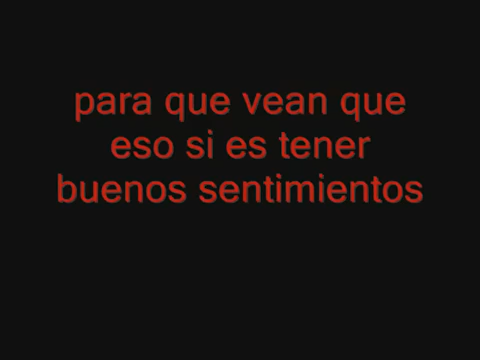 para que vean que
eso si es tener
buenos sentimientos